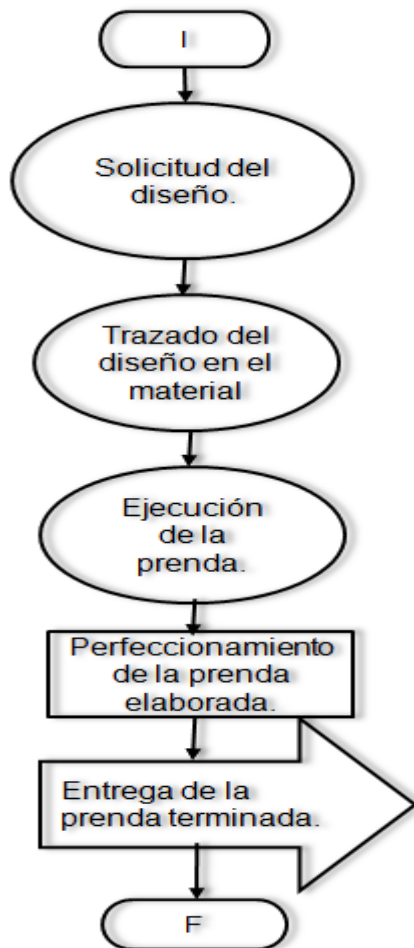 I
Solicitud del
diseño.
Trazado del
diseño en el
material
Ejecución
de la
prenda.
Perfeccionamiento
de la prenda
elaborada.
Entrega de la
prenda terminada.
F